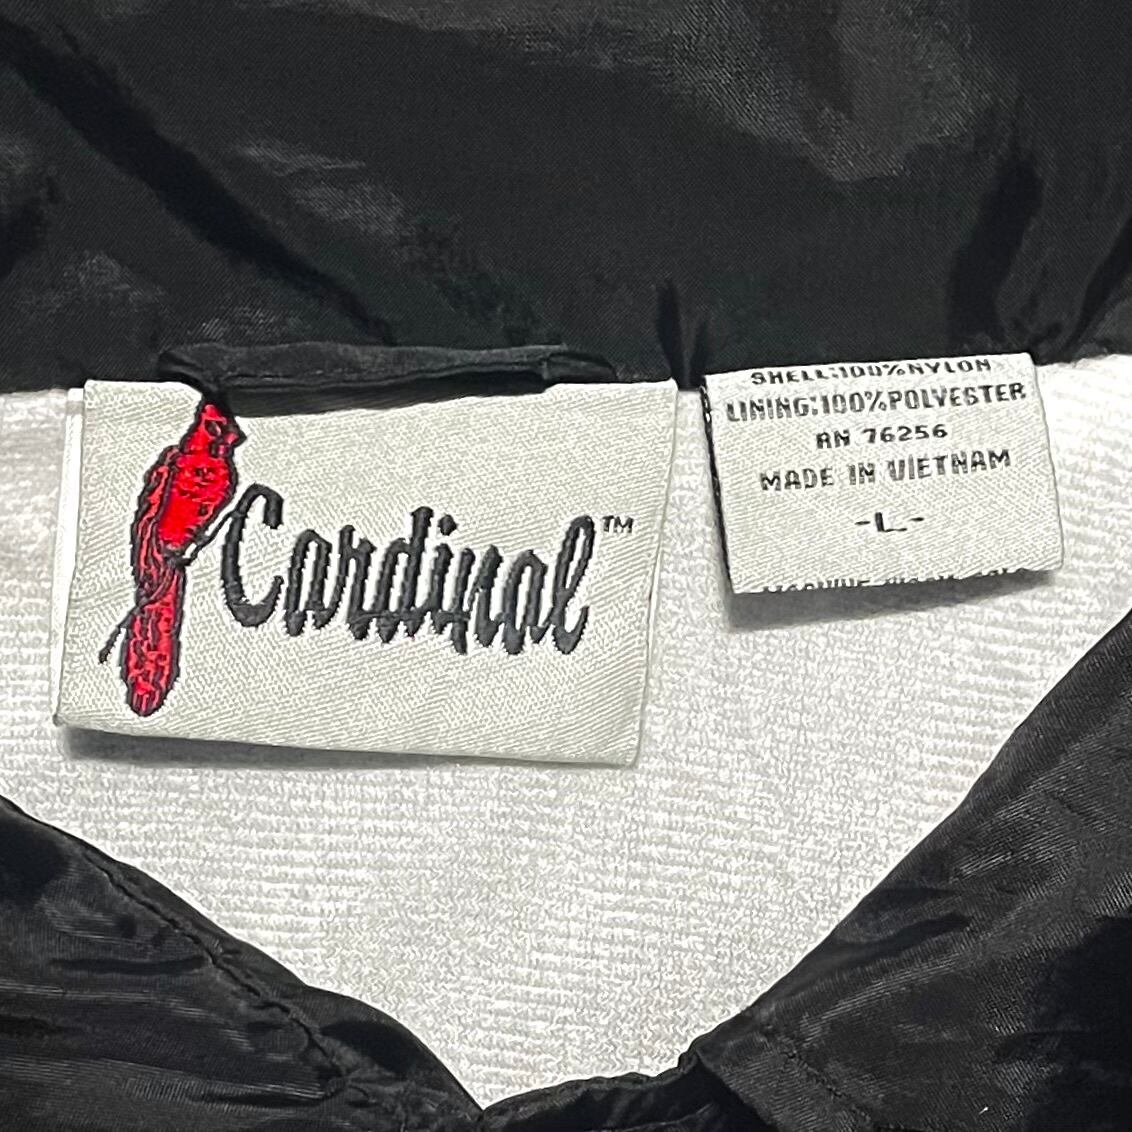 Cardinal™
SHELL:100%NYLON
LINING:100%POLYESTER
RN 76256
MADE IN VIETNAM
-L-